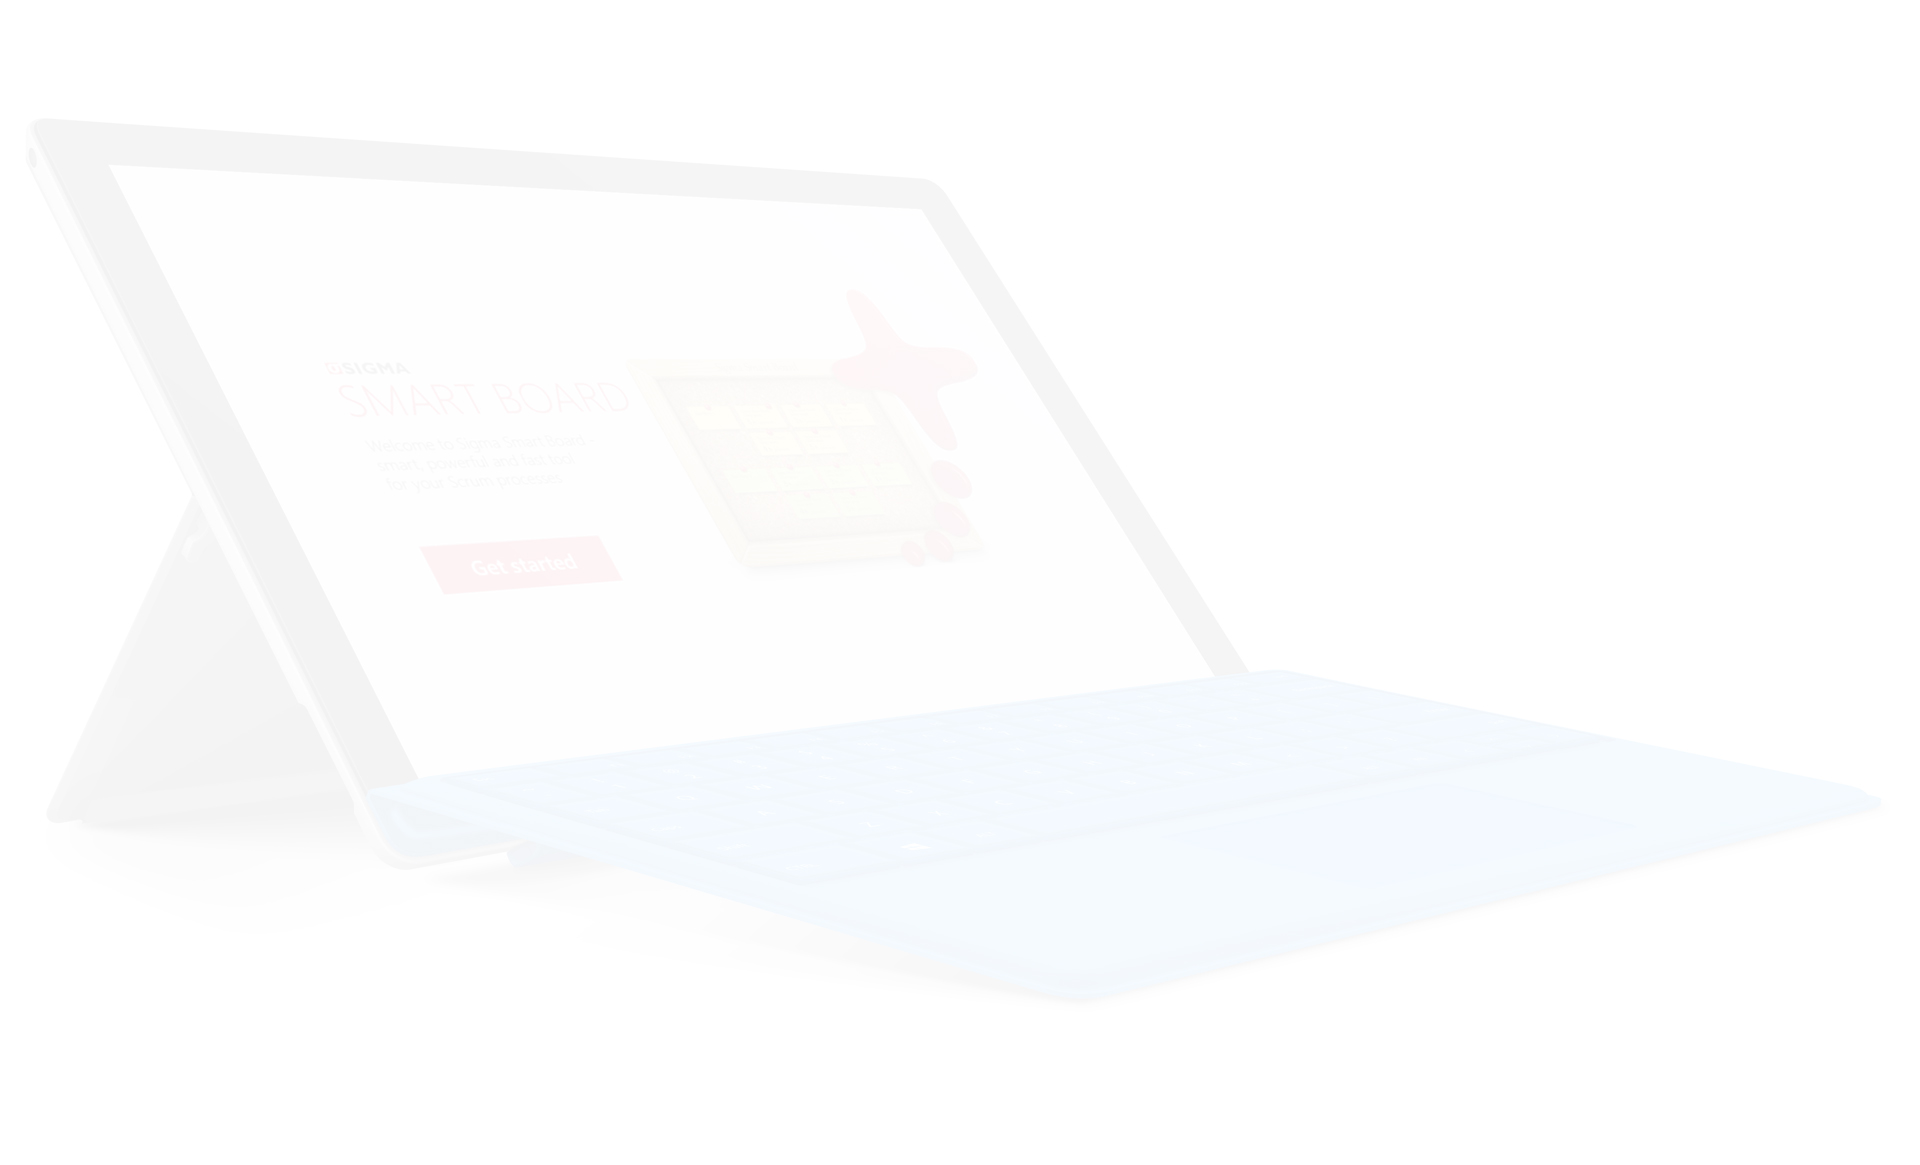 SIGMA
SMART BOARD
Welcome to Sigma Smart Board
smart, powerful and fast tool
for your Scrum processes
Get started